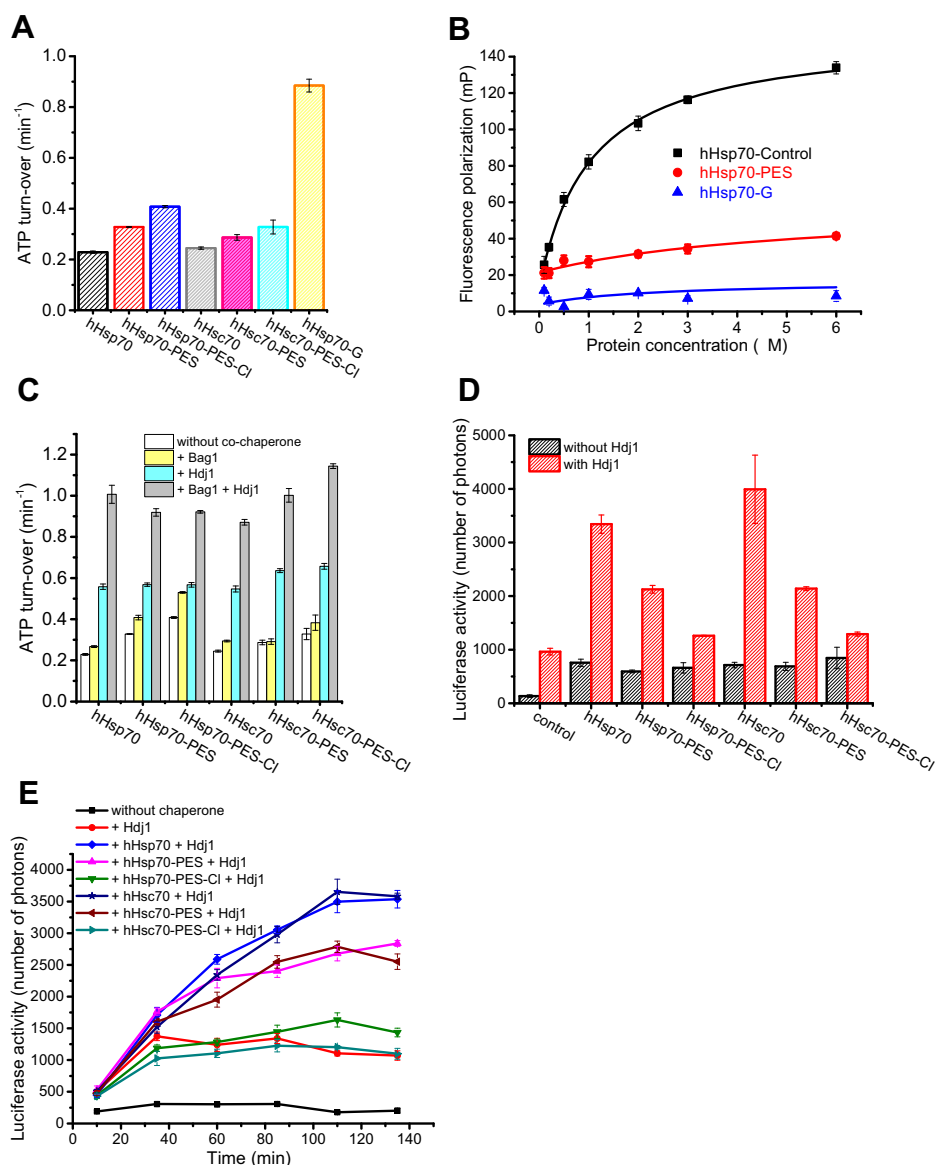 A
ATP turn-over (min-1)
1.0
0.8
0.6
0.4
0.2
0.0
hHsp70
hHsp70-PES
hHsp70-PES-Cl
hHsc70
hHsc70-PES
hHsc70-PES-Cl
hHsp70-G
B
Fluorescence polarization (mP)
140
120
100
80
60
40
20
0
hHsp70-Control
hHsp70-PES
hHsp70-G
0 1 2 3 4 5 6
Protein concentration ( M)
C
ATP turn-over (min-1)
1.2
1.0
0.8
0.6
0.4
0.2
0.0
without co-chaperone
+ Bag1
+ Hdj1
+ Bag1 + Hdj1
hHsp70
hHsp70-PES
hHsp70-PES-Cl
hHsc70
hHsc70-PES
hHsc70-PES-Cl
D
Luciferase activity (number of photons)
5000
4000
3000
2000
1000
0
without Hdj1
with Hdj1
control
hHsp70
hHsp70-PES
hHsp70-PES-Cl
hHsc70
hHsc70-PES
hHsc70-PES-Cl
E
Luciferase activity (number of photons)
without chaperone
+ Hdj1
+ hHsp70 + Hdj1
+ hHsp70-PES + Hdj1
+ hHsp70-PES-Cl + Hdj1
+ hHsc70 + Hdj1
+ hHsc70-PES + Hdj1
+ hHsc70-PES-Cl + Hdj1
3750
3500
3250
3000
2750
2500
2250
2000
1750
1500
1250
1000
750
500
250
0
0 20 40 60 80 100 120 140
Time (min)